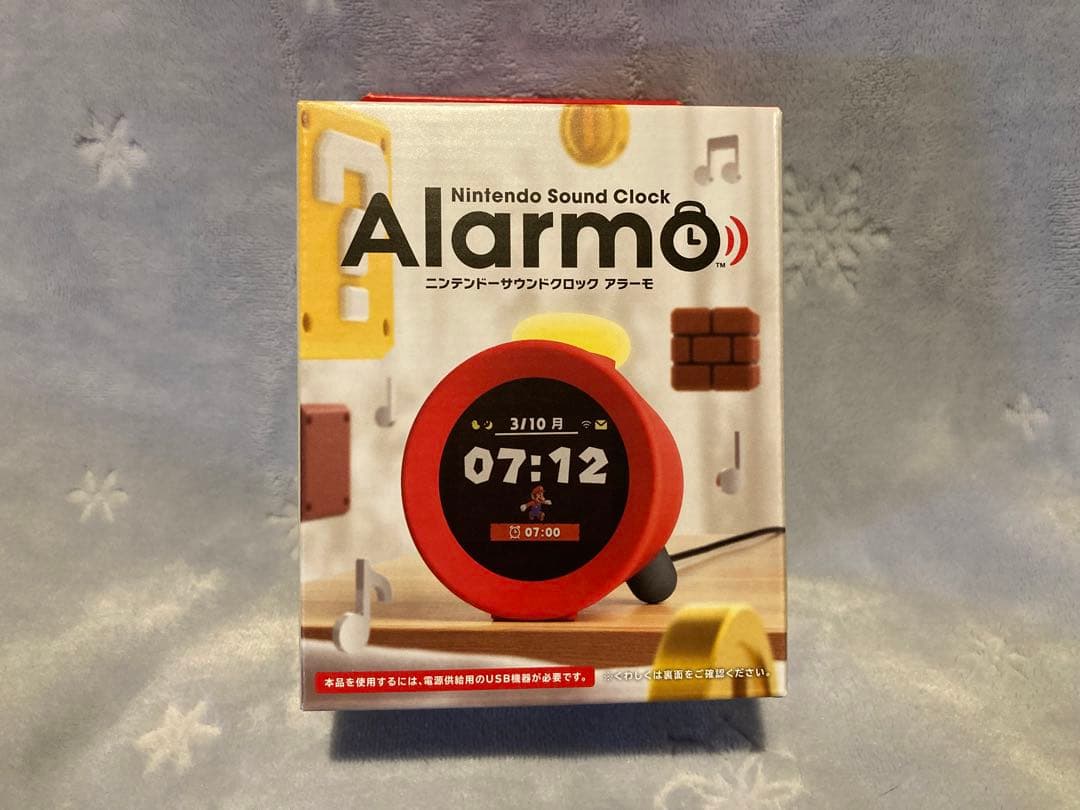 Nintendo Sound Clock
Alarmo™
ニンテンドーサウンドクロック アラーモ
3/10 月
07:12
07:00
本品を使用するには、電源供給用のUSB機器が必要です。 ※くわしくは裏面をご確認ください。